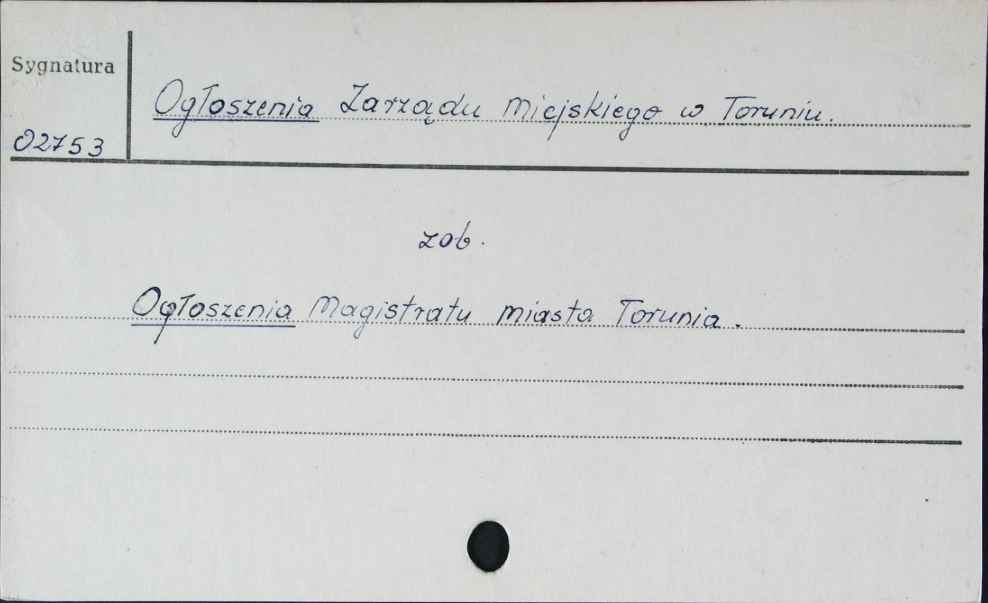 Sygnatura
Ogłoszenia Zarządu Miejskiego w Toruniu.
02753
zob.
Ogłoszenia Magistratu miasta Torunia.